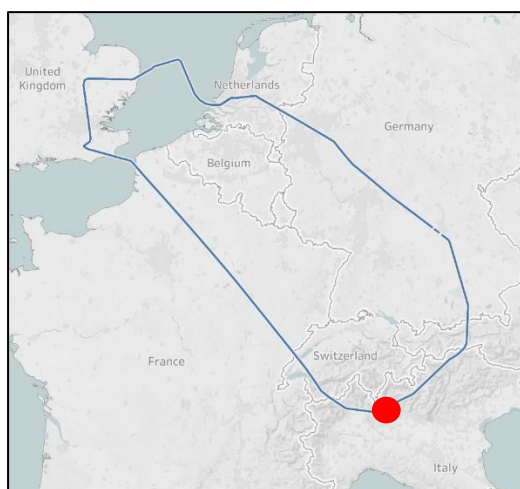 United
Kingdom
Netherlands
Germany
Belgium
France
Switzerland
Italy